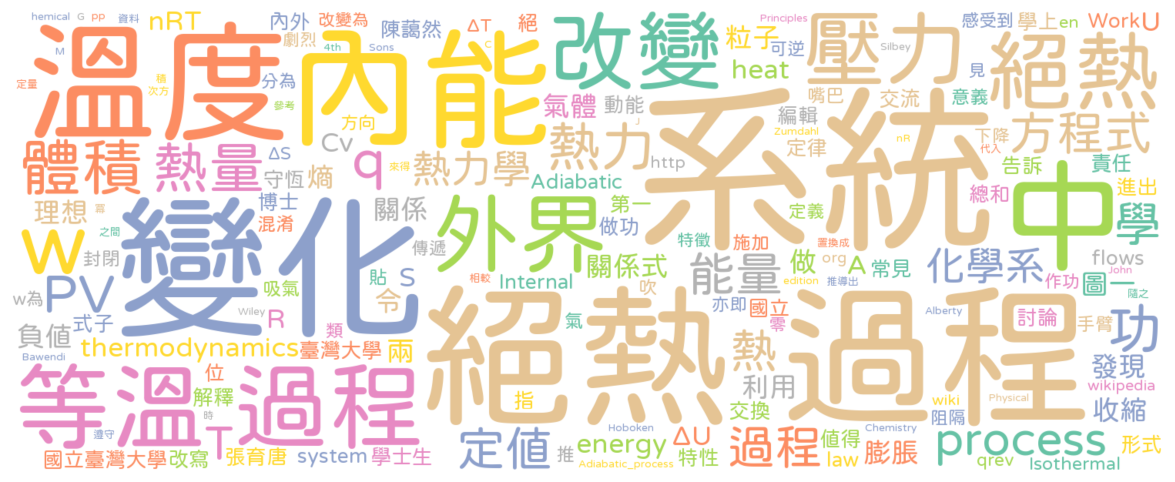 hemical G pp 資料 nRT 內外 改變為 陳藹然 ΔT 絕 改變 Principles 粒子 壓力 感受到 學上 en Work U
M 劇烈 4th Sons C 可逆 Silbey 見 絕熱
定量 積 次方 分為 heat
溫度 內能 參考 方向 氣體 動能 嘴巴 交流 意義
Cv 熱力 J 編輯 Zumdahl nR 下降 方程式
體積 熱量 ΔS q 來得 熱力學 http 定律 系統 代入 告訴 責任
守恆 熵 Adiabatic 總和 中 進出
理想 冪 博士 關係 外界 第一 定義 學
W 之間 變化 混淆 傳遞 做功 特徵 施加 置換成
封閉 S 關係式 能量 做 org A 常見 化學系 flows
w為 PV 吸氣 貼 令 相較 Internal 吹 edition 推導出 作功 John 圖一 隨之
負值 式子 Wiley R 類 絕熱過程 氣 亦即 國立 零 Alberty 討論 手臂 功
Bawendi thermodynamics 臺灣大學 兩 熱 發現
等溫過程 位 解釋 時 利用 wiki Physical wikipedia
遵守 T 指 Hoboken 交換 阻隔 Chemistry 收縮
國立臺灣大學 改寫 張育唐 system 學士生 定值 推 energy ΔU 過程 值得 process 形式
Adiabatic_process 特性 law 膨脹 qrev Isothermal